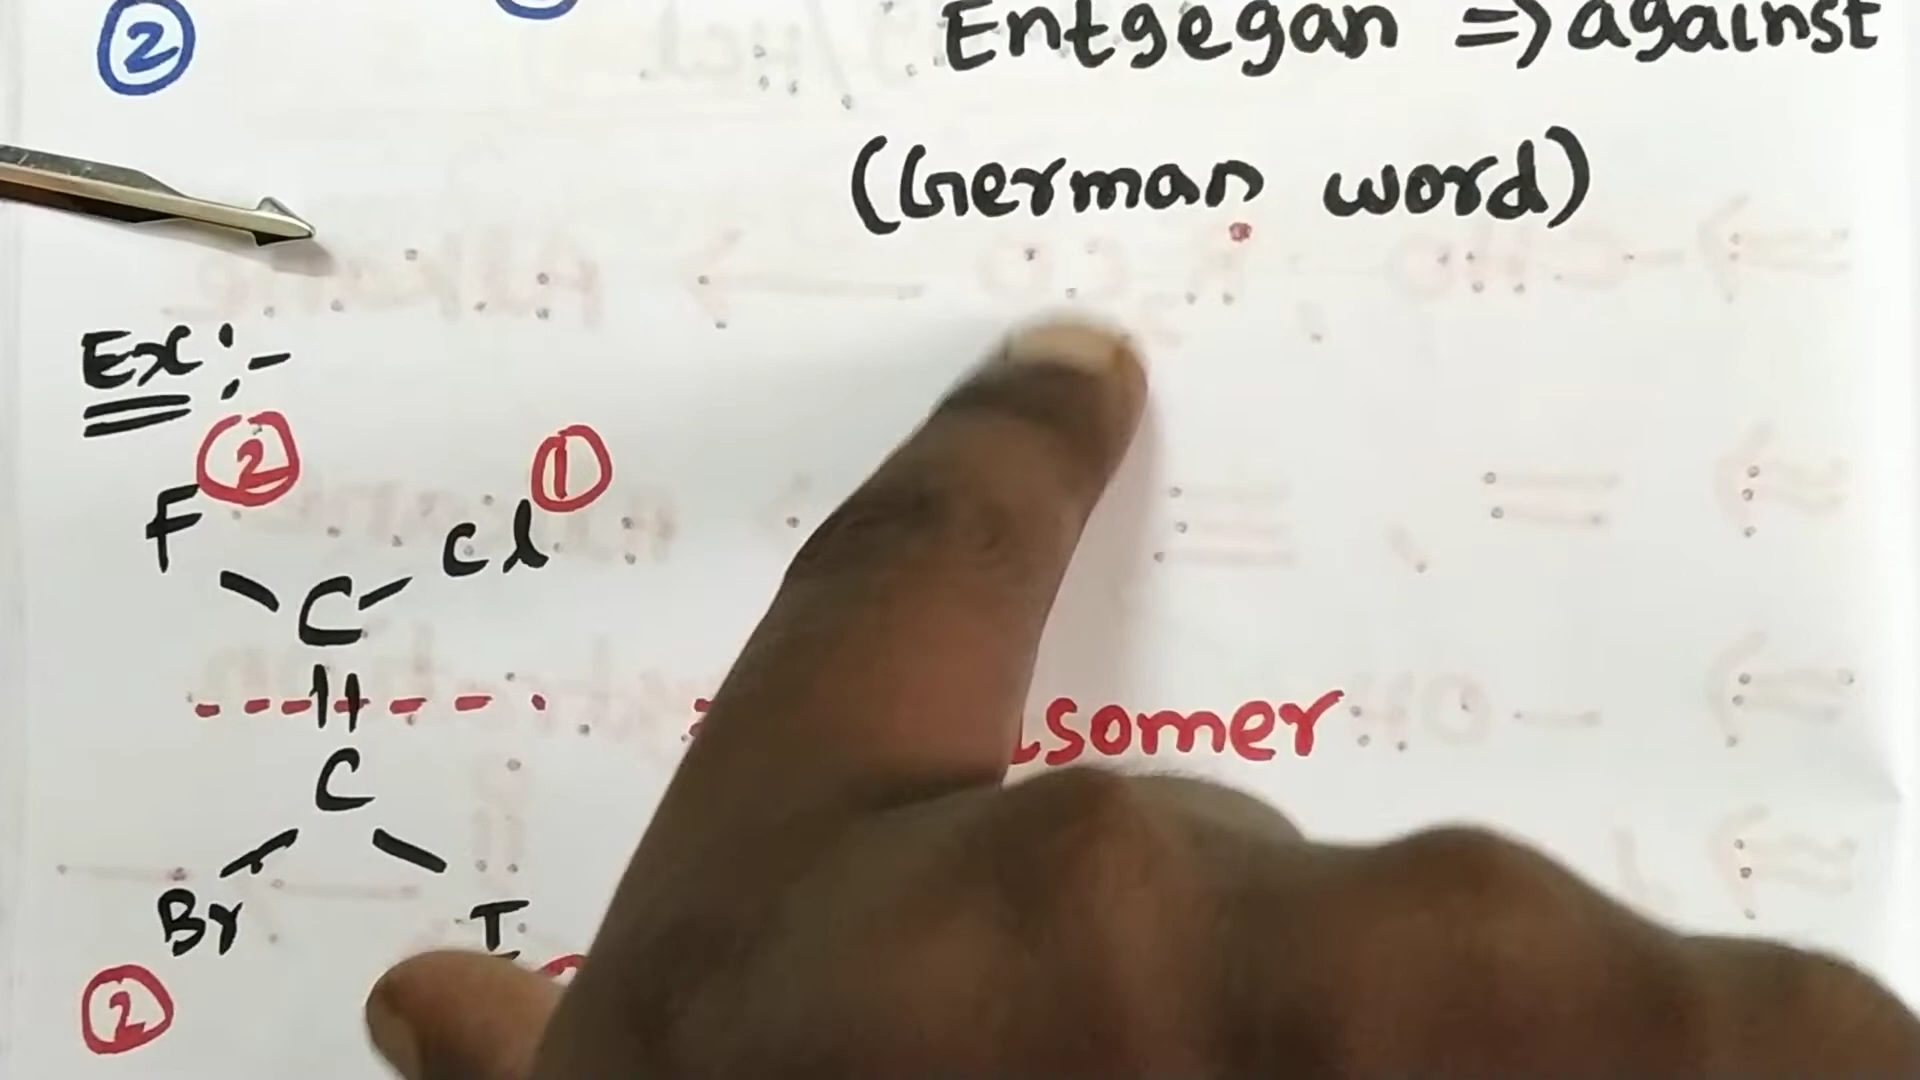 ②
Entgegan => against
(German word)
Ex:-
② ①
F Cl
C
isomer
C
Br I
②